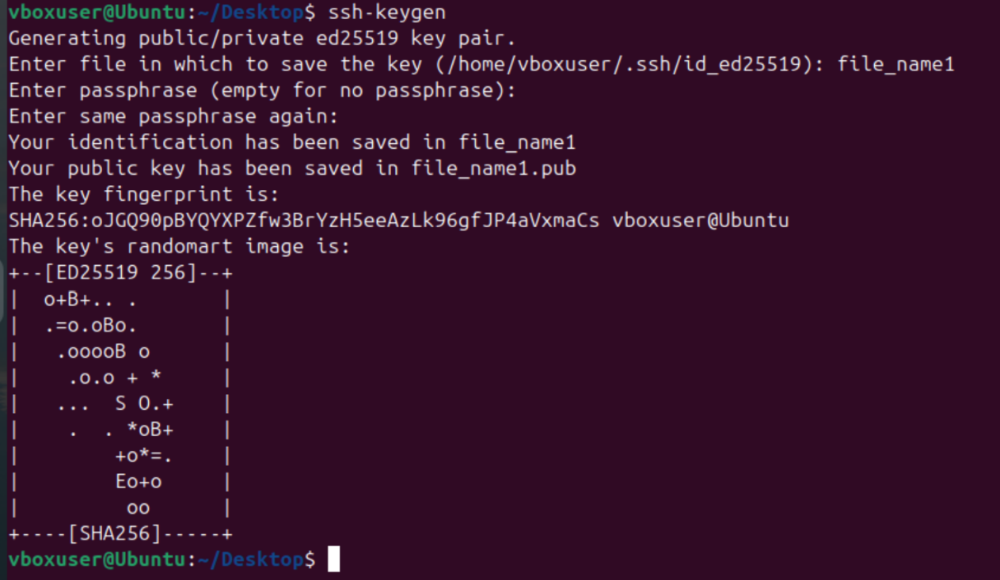 vboxuser@Ubuntu:~/Desktop$ ssh-keygen
Generating public/private ed25519 key pair.
Enter file in which to save the key (/home/vboxuser/.ssh/id_ed25519): file_name1
Enter passphrase (empty for no passphrase):
Enter same passphrase again:
Your identification has been saved in file_name1
Your public key has been saved in file_name1.pub
The key fingerprint is:
SHA256:oJGQ90pBYQYXPZfw3BrYzH5eeAzLk96gfJP4aVxmaCs vboxuser@Ubuntu
The key's randomart image is:
+--[ED25519 256]--+
|  o+B+.. .       |
|  .=o.oBo.       |
|   .ooooB o      |
|    .o.o + *     |
|   ...  S O.+    |
|    .  . *oB+    |
|        +o*=.    |
|        Eo+o     |
|         oo      |
+----[SHA256]-----+
vboxuser@Ubuntu:~/Desktop$